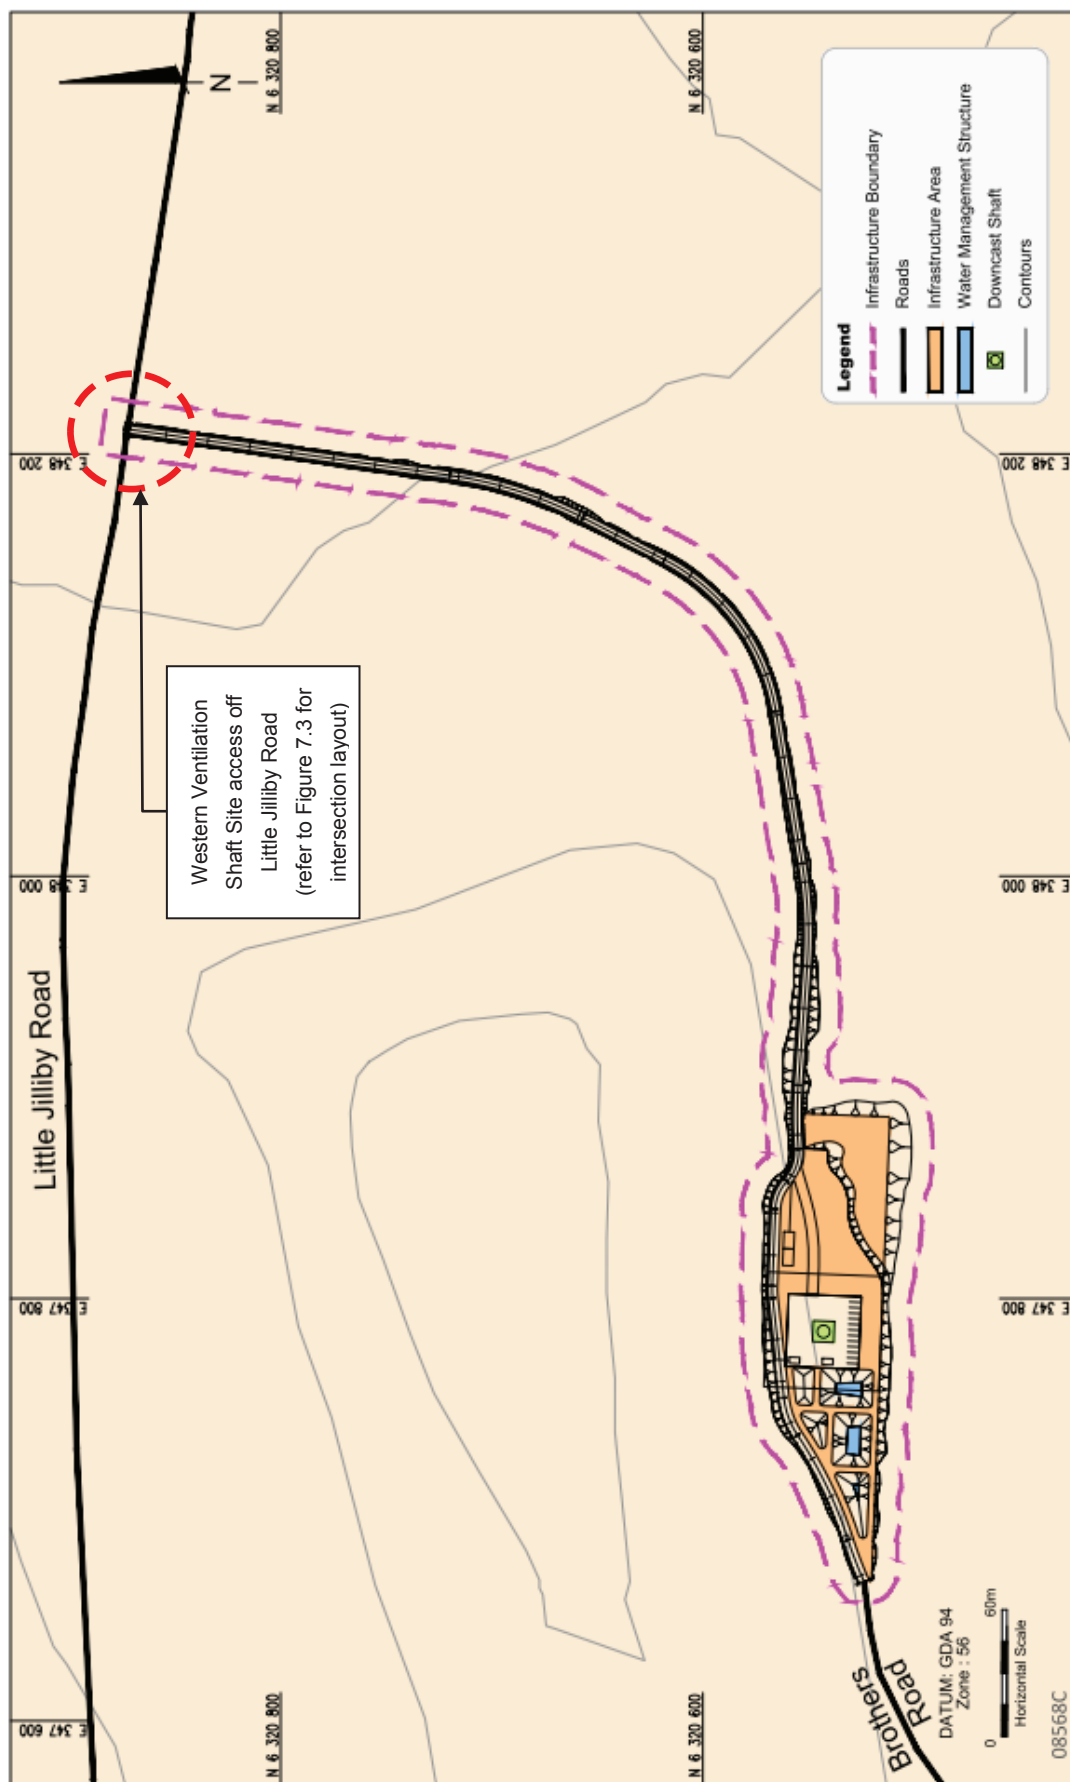 N
N 6 320 800
N 6 320 600
E 348 200
E 348 200
Western Ventilation
Shaft Site access off
Little Jilliby Road
(refer to Figure 7.3 for
intersection layout)
E 348 000
E 348 000
Little Jilliby Road
E 347 800
E 347 800
E 347 600
N 6 320 800
N 6 320 600
Brothers
Road
Legend
Infrastructure Boundary
Roads
Infrastructure Area
Water Management Structure
Downcast Shaft
Contours
DATUM: GDA 94
Zone : 56
0 60m
Horizontal Scale
08568C